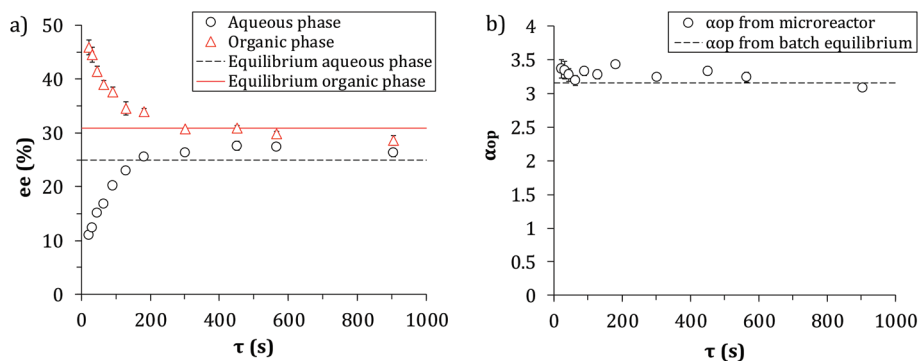 a)
Aqueous phase
Organic phase
Equilibrium aqueous phase
Equilibrium organic phase
ee (%)
50
40
30
20
10
0
0 200 400 600 800 1000
τ (s)
b)
αop from microreactor
αop from batch equilibrium
αop
4
3.5
3
2.5
2
1.5
1
0.5
0
0 200 400 600 800 1000
τ (s)